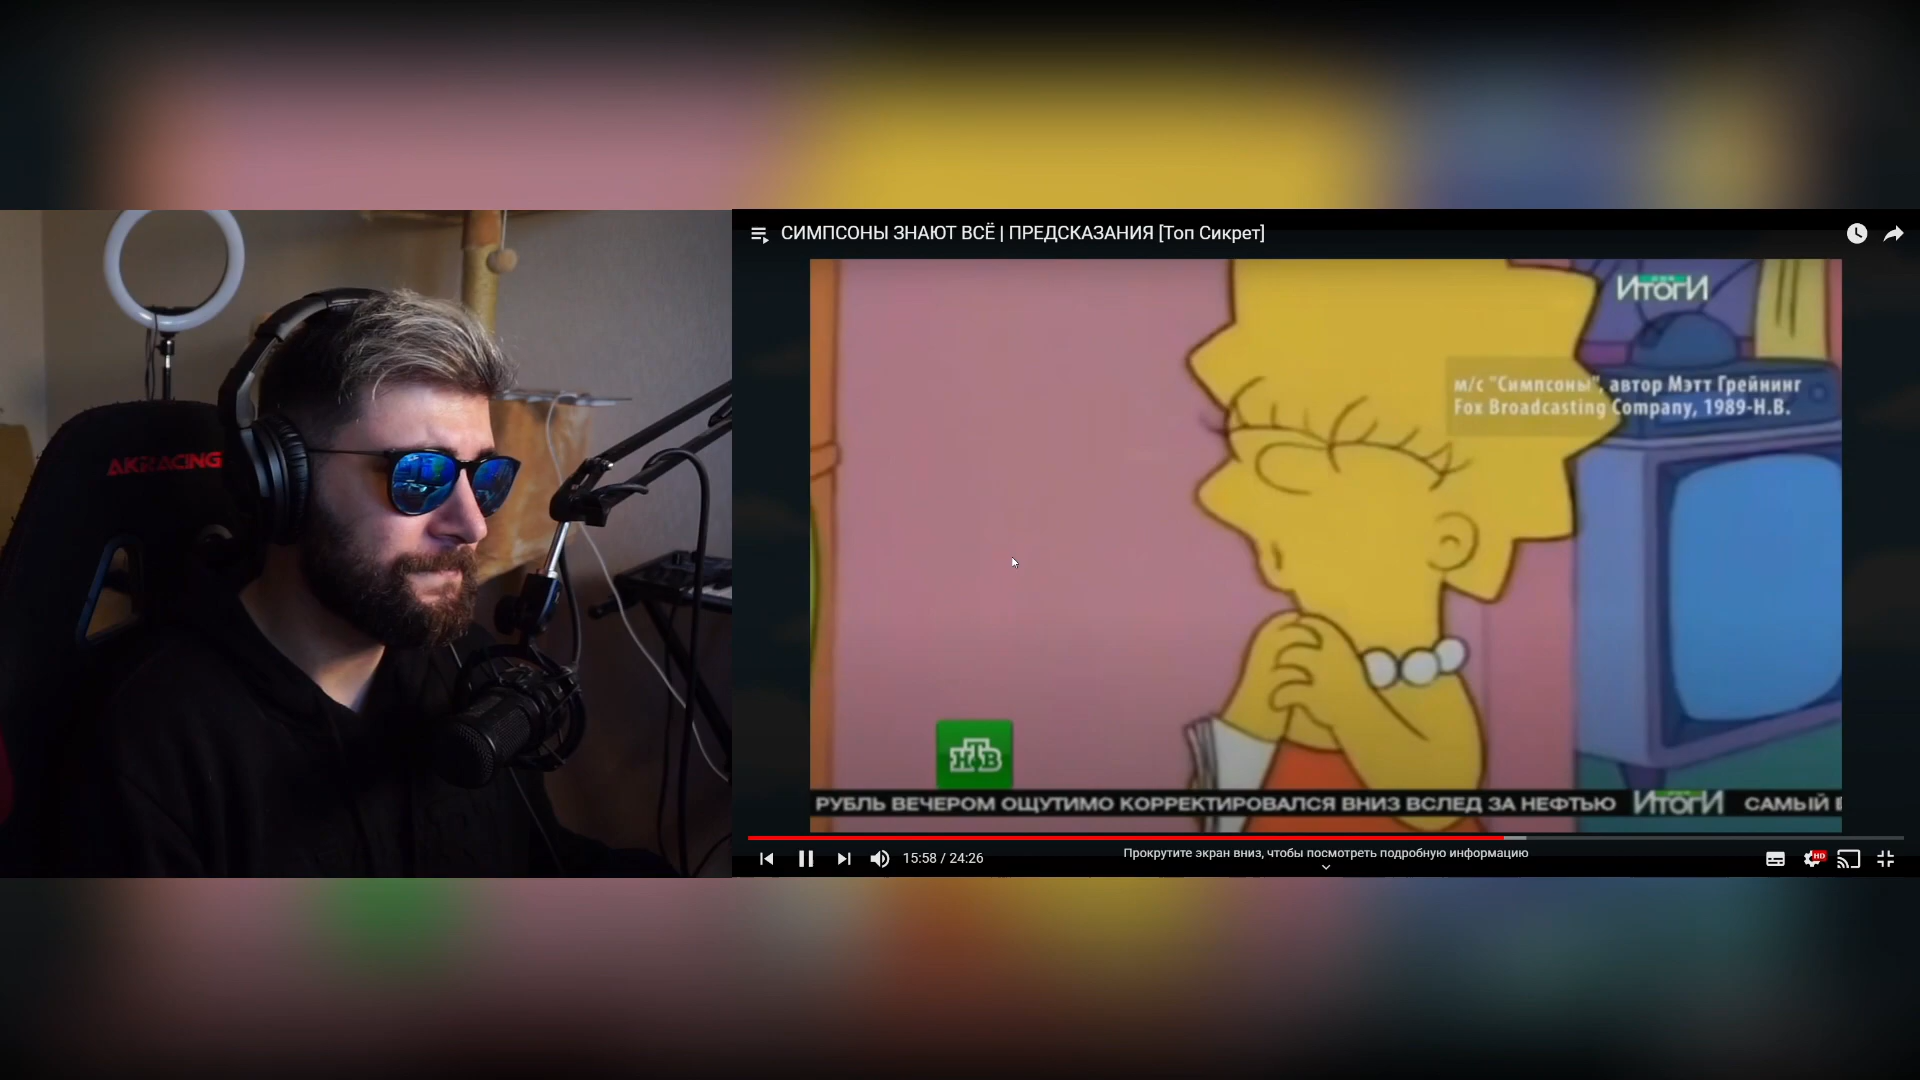 AKRACING
СИМПСОНЫ ЗНАЮТ ВСЁ | ПРЕДСКАЗАНИЯ [Топ Сикрет]
ИтогИ
м/с "Симпсоны", автор Мэтт Грейнинг
Fox Broadcasting Company, 1989-Н.В.
НТВ
РУБЛЬ ВЕЧЕРОМ ОЩУТИМО КОРРЕКТИРОВАЛСЯ ВНИЗ ВСЛЕД ЗА НЕФТЬЮ ИтогИ САМЫЙ
15:58 / 24:26
Прокрутите экран вниз, чтобы посмотреть подробную информацию
HD